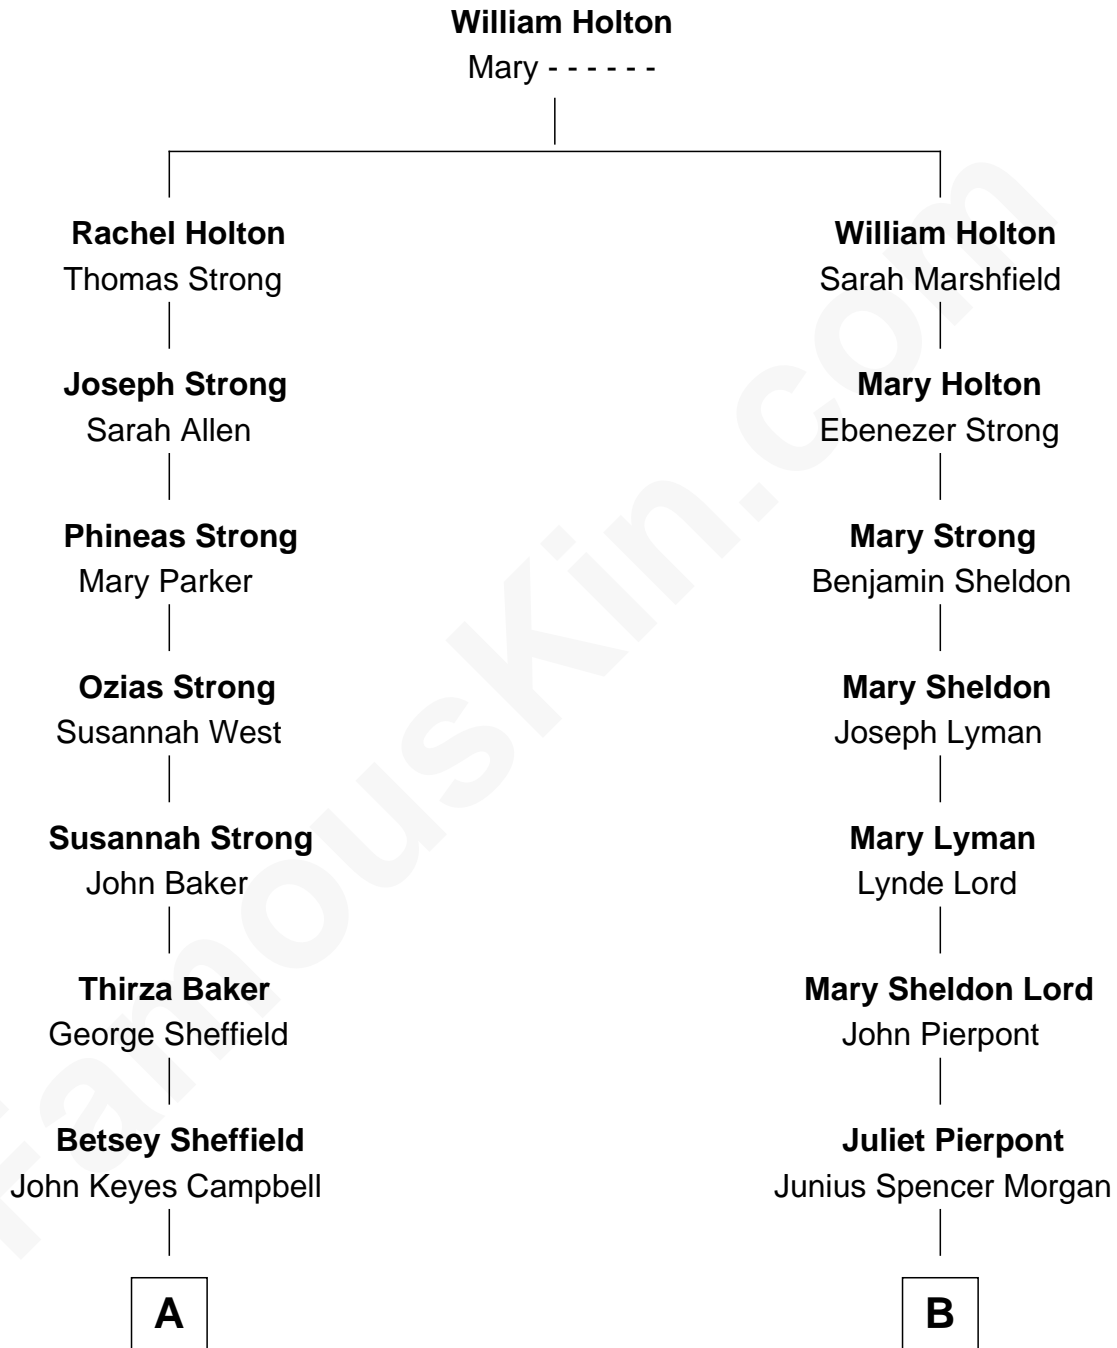 William Holton
Mary - - - - - -
Rachel Holton
Thomas Strong
Joseph Strong
Sarah Allen
Phineas Strong
Mary Parker
Ozias Strong
Susannah West
Susannah Strong
John Baker
Thirza Baker
George Sheffield
Betsey Sheffield
John Keyes Campbell
A
William Holton
Sarah Marshfield
Mary Holton
Ebenezer Strong
Mary Strong
Benjamin Sheldon
Mary Sheldon
Joseph Lyman
Mary Lyman
Lynde Lord
Mary Sheldon Lord
John Pierpont
Juliet Pierpont
Junius Spencer Morgan
B
FamousKin.com